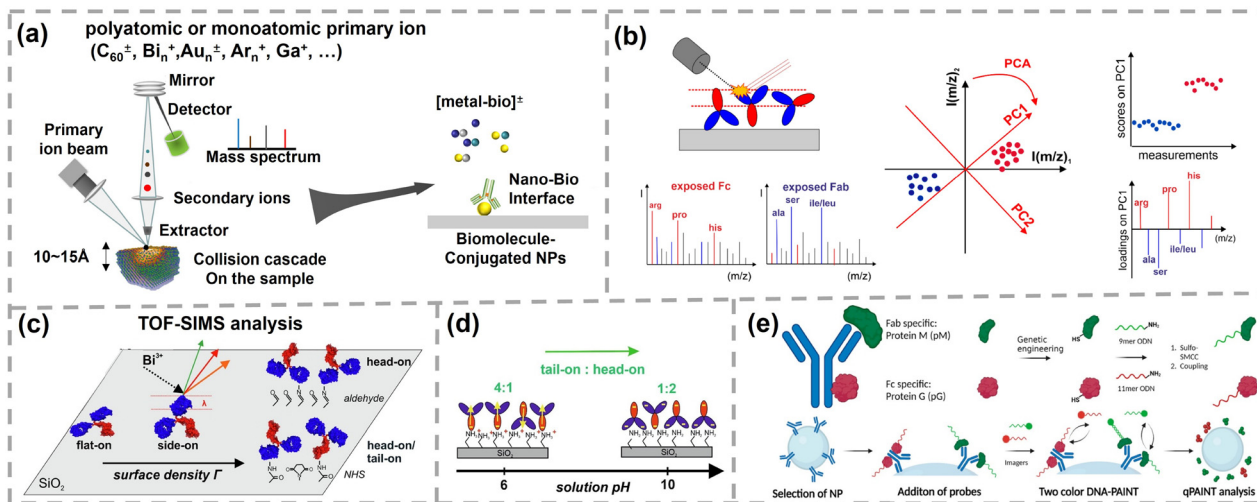 (a)
polyatomic or monoatomic primary ion
(C₆₀±, Biₙ⁺,Auₙ±, Arₙ⁺, Ga⁺, …)
Mirror
Detector
Primary
ion beam
Mass spectrum
Secondary ions
Extractor
10~15Å
Collision cascade
On the sample
[metal-bio]±
Nano-Bio
Interface
Biomolecule-
Conjugated NPs
(b)
I
exposed Fc
arg
pro
his
(m/z)
I
exposed Fab
ala
ser
ile/leu
(m/z)
I(m/z)₂
PCA
PC1
I(m/z)₁
PC2
scores on PC1
measurements
loadings on PC1
arg
pro
his
ala
ser
ile/leu
(m/z)
(c)
TOF-SIMS analysis
Bi³⁺
λ
flat-on
side-on
surface density Γ
SiO₂
head-on
aldehyde
head-on/
tail-on
NHS
(d)
tail-on : head-on
4:1
1:2
SiO₂
SiO₂
6
solution pH
10
(e)
Fab specific:
Protein M (pM)
Fc specific:
Protein G (pG)
Genetic
engineering
HS
HS
NH₂
9mer ODN
NH₂
11mer ODN
1. Sulfo-
SMCC
2. Coupling
Imagers
Selection of NP
Additon of probes
Two color DNA-PAINT
qPAINT analysis